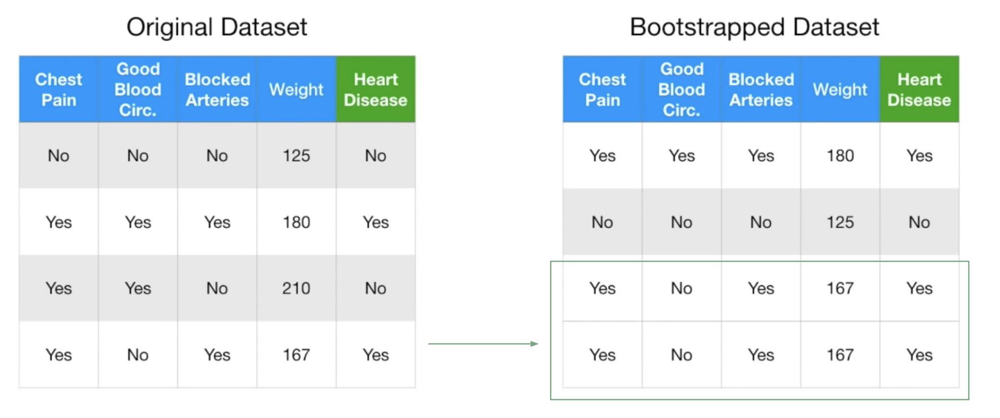 Original Dataset
Chest Pain Good Blood Circ. Blocked Arteries Weight Heart Disease
No No No 125 No
Yes Yes Yes 180 Yes
Yes Yes No 210 No
Yes No Yes 167 Yes
Bootstrapped Dataset
Chest Pain Good Blood Circ. Blocked Arteries Weight Heart Disease
Yes Yes Yes 180 Yes
No No No 125 No
Yes No Yes 167 Yes
Yes No Yes 167 Yes